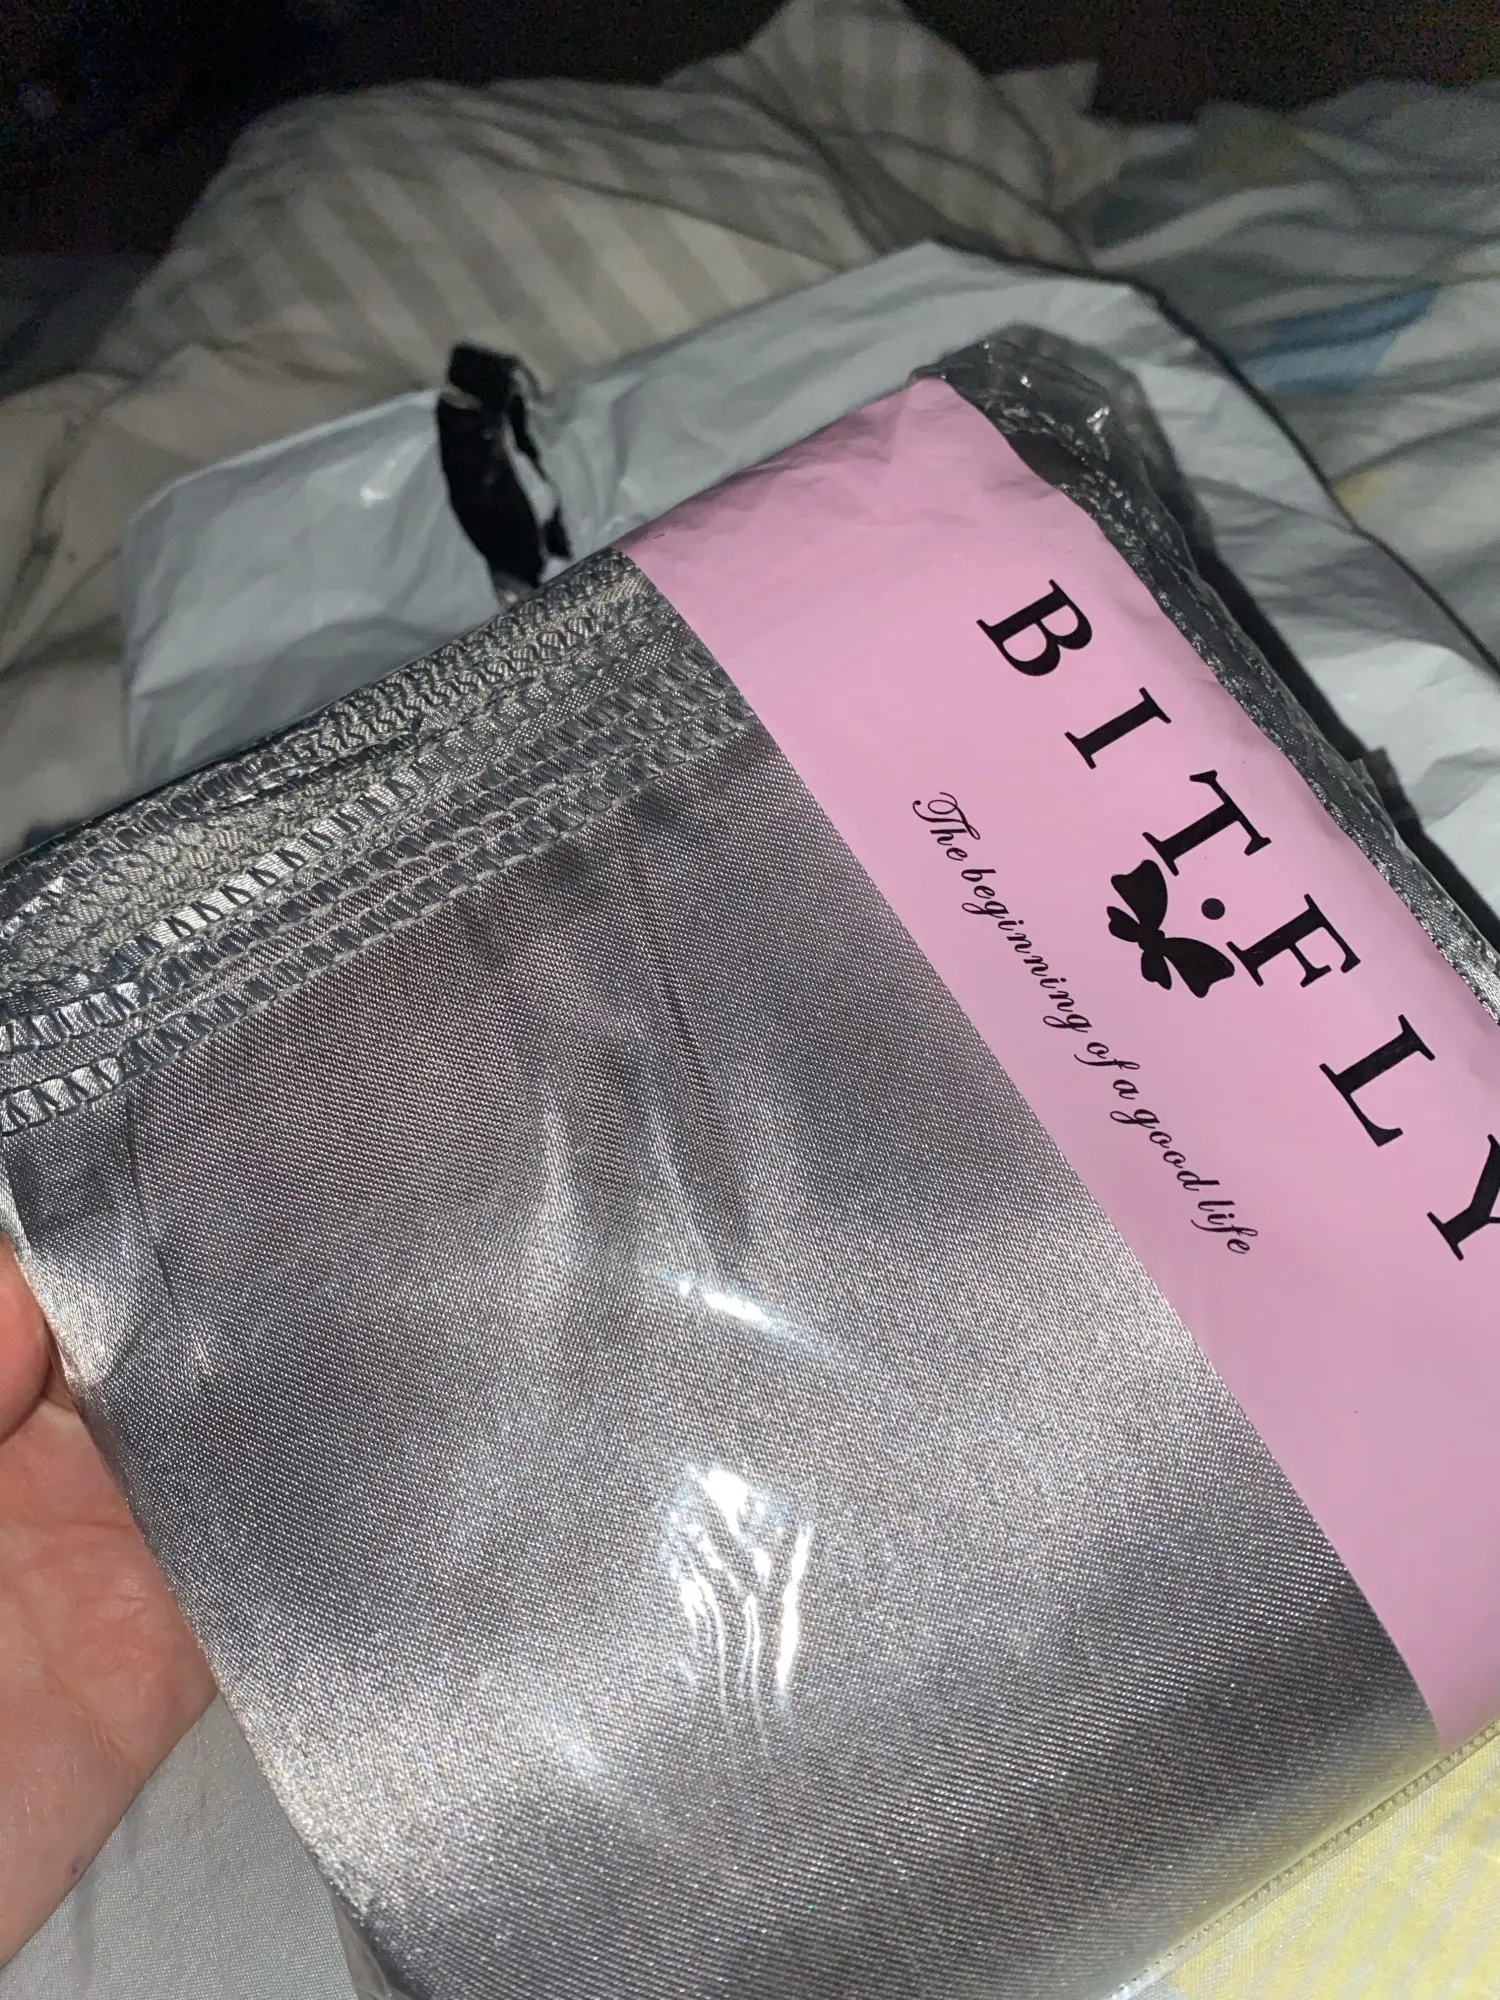 BIT.FLY
The beginning of a good life